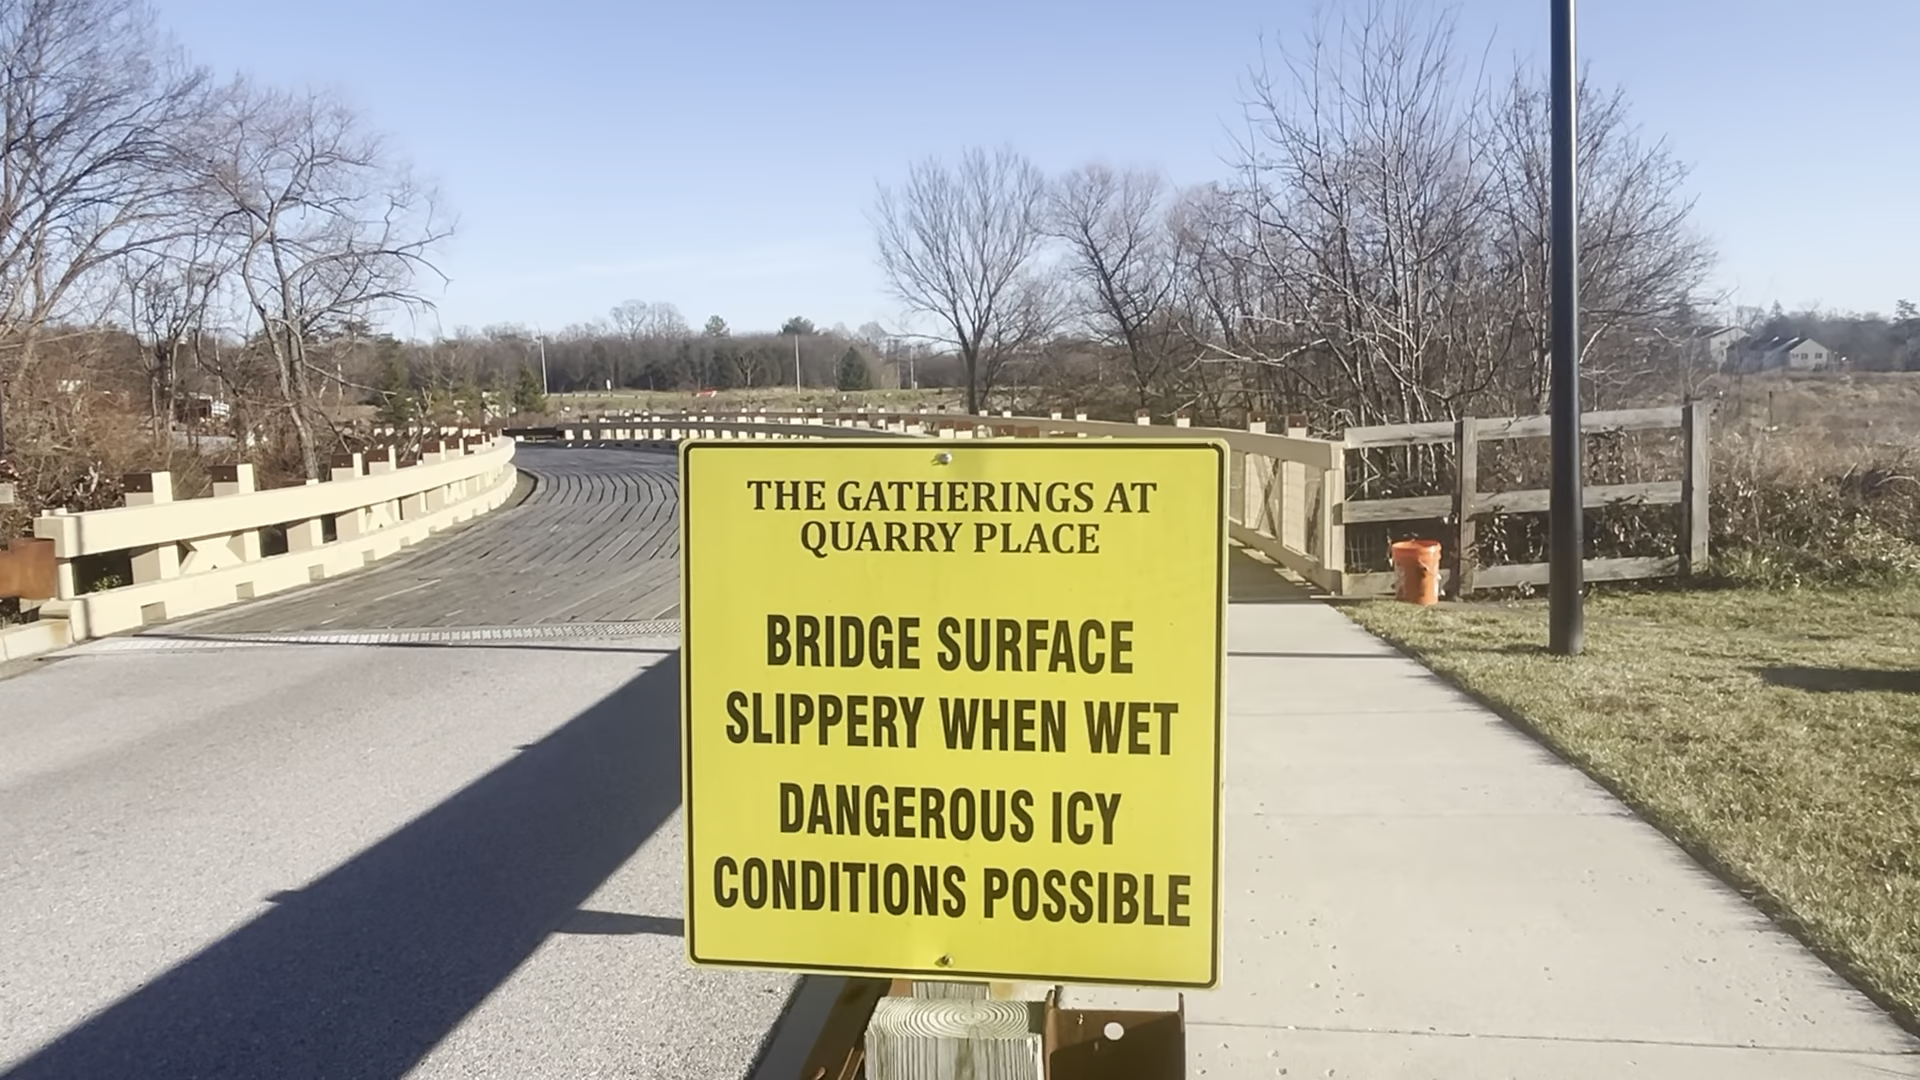 THE GATHERINGS AT
QUARRY PLACE
BRIDGE SURFACE
SLIPPERY WHEN WET
DANGEROUS ICY
CONDITIONS POSSIBLE